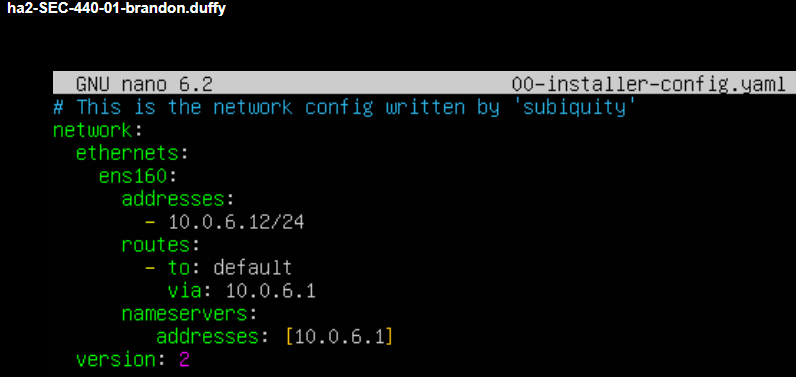 ha2-SEC-440-01-brandon.duffy
GNU nano 6.2 00-installer-config.yaml
# This is the network config written by 'subiquity'
network:
  ethernets:
    ens160:
      addresses:
        - 10.0.6.12/24
      routes:
        - to: default
          via: 10.0.6.1
      nameservers:
         addresses: [10.0.6.1]
  version: 2